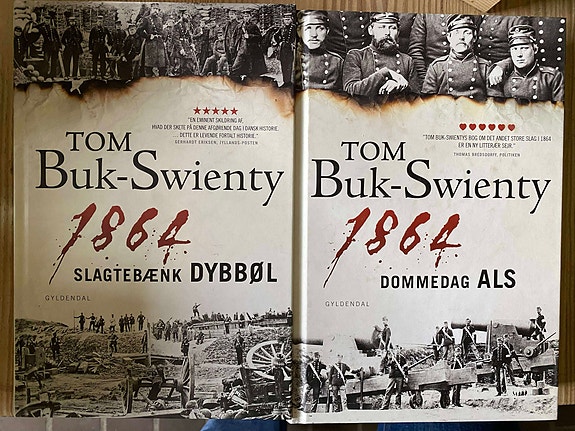 ★★★★★
"EN EMINENT SKILDRING AF,
HVAD DER SKETE PÅ DENNE AFGØRENDE DAG I DANSK HISTORIE.
... DETTE ER LEVENDE FORTALT HISTORIE."
GERHARDT ERIKSEN, JYLLANDS-POSTEN
TOM
BUK-SWIENTY
1864
SLAGTEBÆNK DYBBØL
GYLDENDAL
♥♥♥♥♥♥
"TOM BUK-SWIENTYS BOG OM DET ANDET STORE SLAG I 1864
ER EN NY LITTERÆR SEJR."
THOMAS BREDSDORFF, POLITIKEN
TOM
BUK-SWIENTY
1864
DOMMEDAG ALS
GYLDENDAL